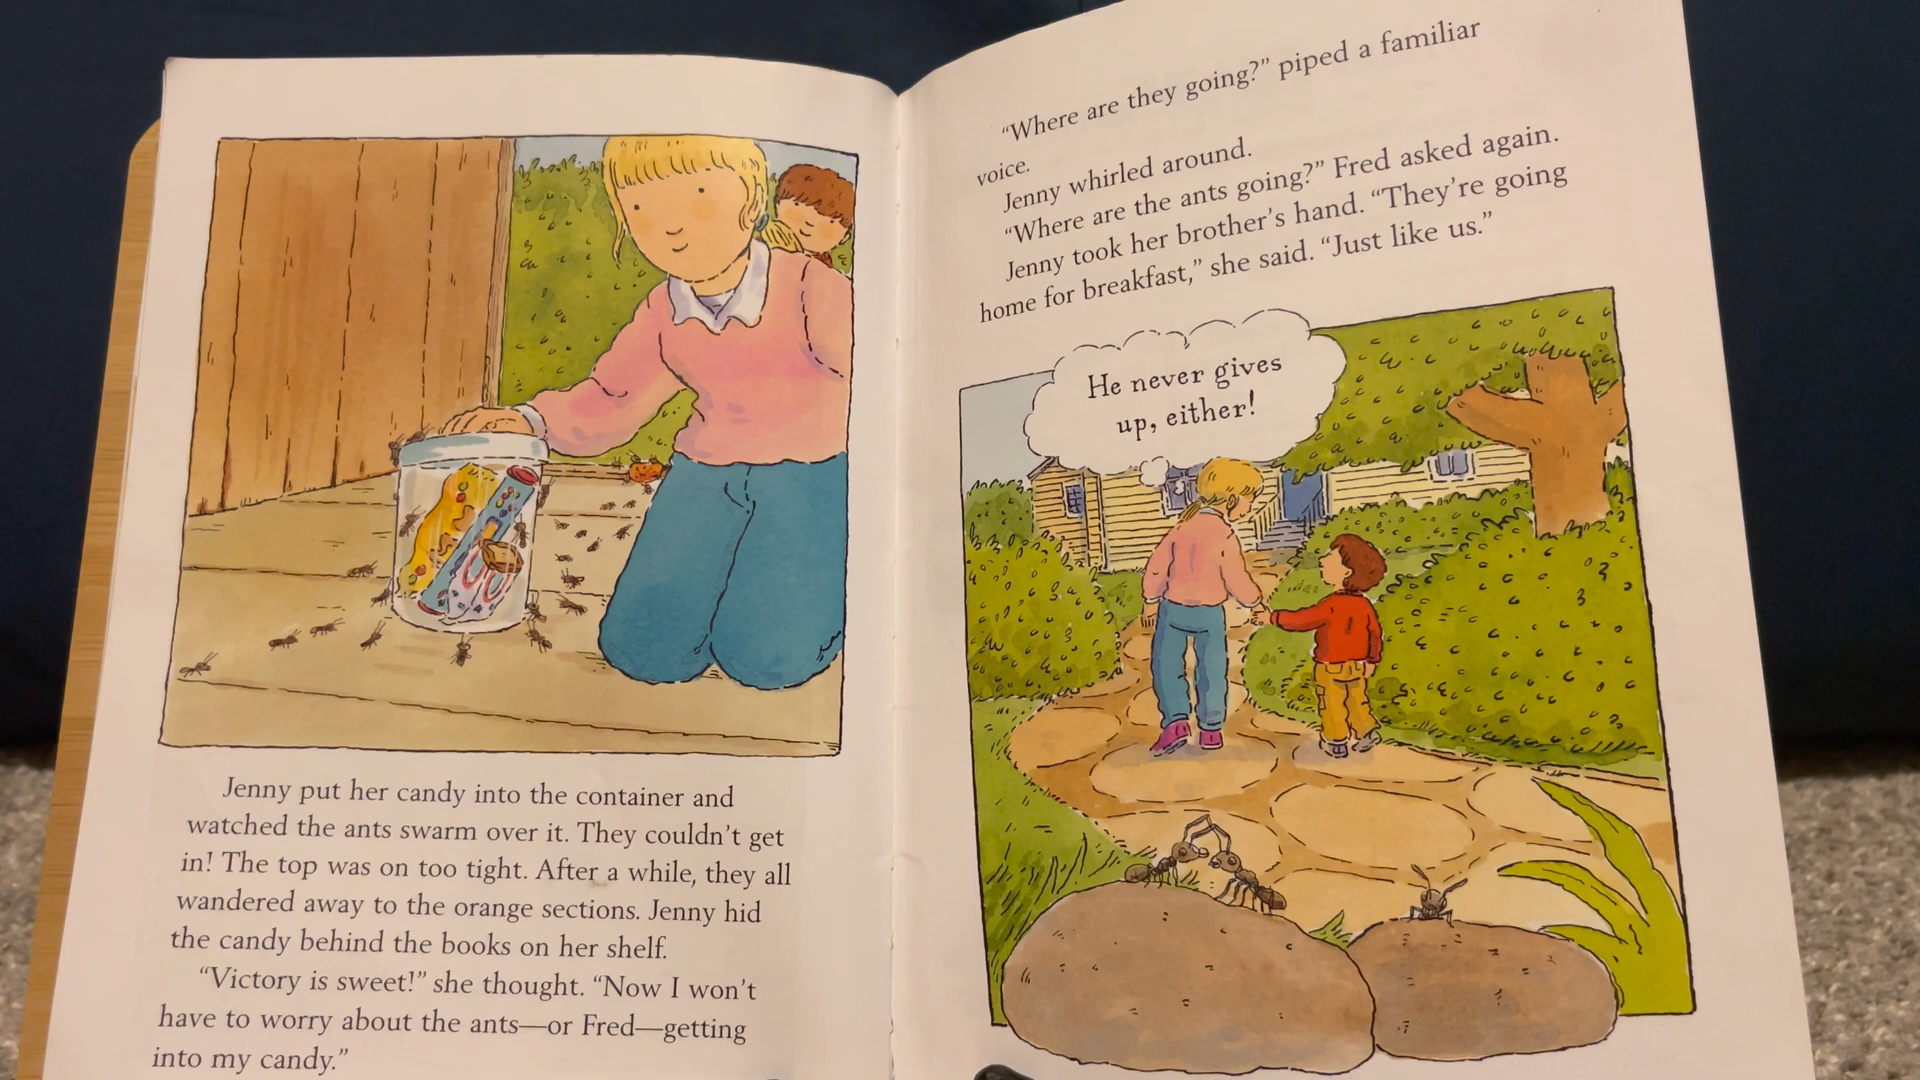 Jenny put her candy into the container and
watched the ants swarm over it. They couldn't get
in! The top was on too tight. After a while, they all
wandered away to the orange sections. Jenny hid
the candy behind the books on her shelf.
“Victory is sweet!” she thought. “Now I won't
have to worry about the ants—or Fred—getting
into my candy.”
“Where are they going?” piped a familiar
voice.
Jenny whirled around.
“Where are the ants going?” Fred asked again.
Jenny took her brother's hand. “They're going
home for breakfast,” she said. “Just like us.”
He never gives
up, either!